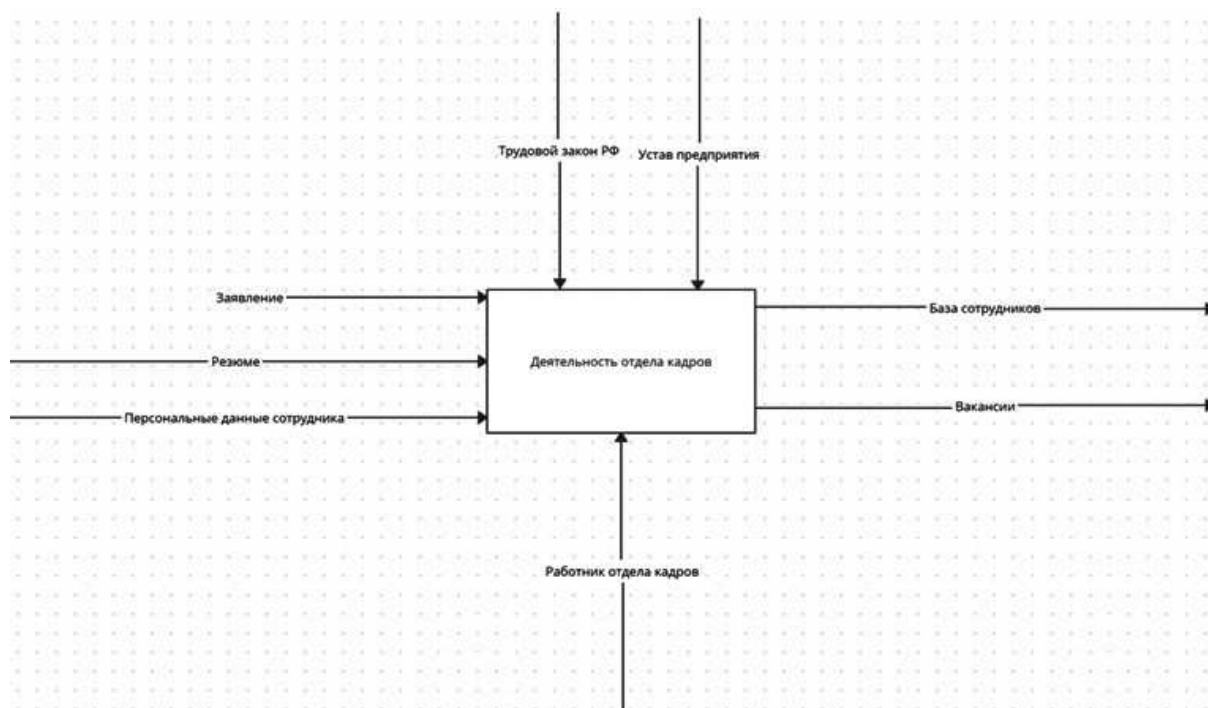 Трудовой закон РФ
Устав предприятия
Заявление
База сотрудников
Резюме
Деятельность отдела кадров
Вакансии
Персональные данные сотрудника
Работник отдела кадров